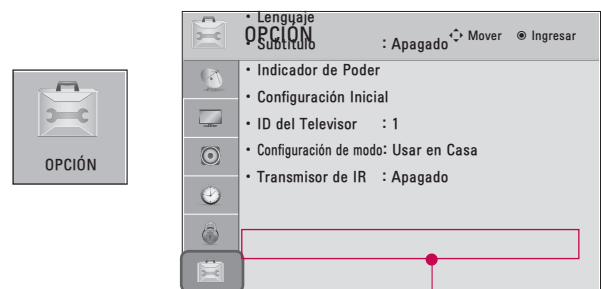 OPCIÓN
OPCIÓN
Mover
Ingresar
• Lenguaje
• Subtítulo : Apagado
• Indicador de Poder
• Configuración Inicial
• ID del Televisor : 1
• Configuración de modo: Usar en Casa
• Transmisor de IR : Apagado